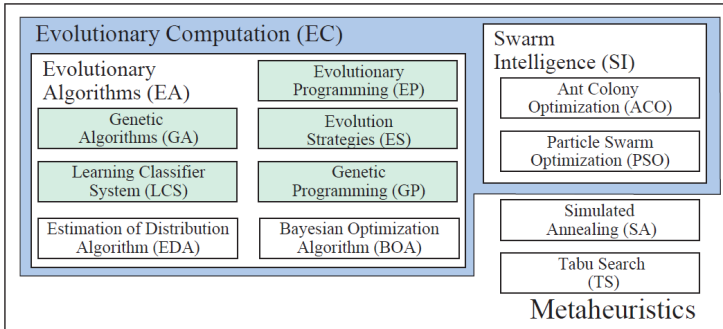 Evolutionary Computation (EC)
Evolutionary
Algorithms (EA)
Evolutionary
Programming (EP)
Genetic
Algorithms (GA)
Evolution
Strategies (ES)
Learning Classifier
System (LCS)
Genetic
Programming (GP)
Estimation of Distribution
Algorithm (EDA)
Bayesian Optimization
Algorithm (BOA)
Swarm
Intelligence (SI)
Ant Colony
Optimization (ACO)
Particle Swarm
Optimization (PSO)
Simulated
Annealing (SA)
Tabu Search
(TS)
Metaheuristics